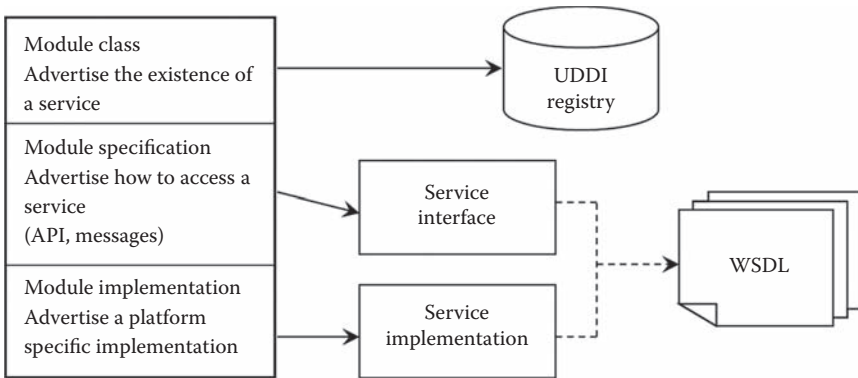 Module class
Advertise the existence of
a service
UDDI
registry
Module specification
Advertise how to access a
service
(API, messages)
Service
interface
WSDL
Module implementation
Advertise a platform
specific implementation
Service
implementation